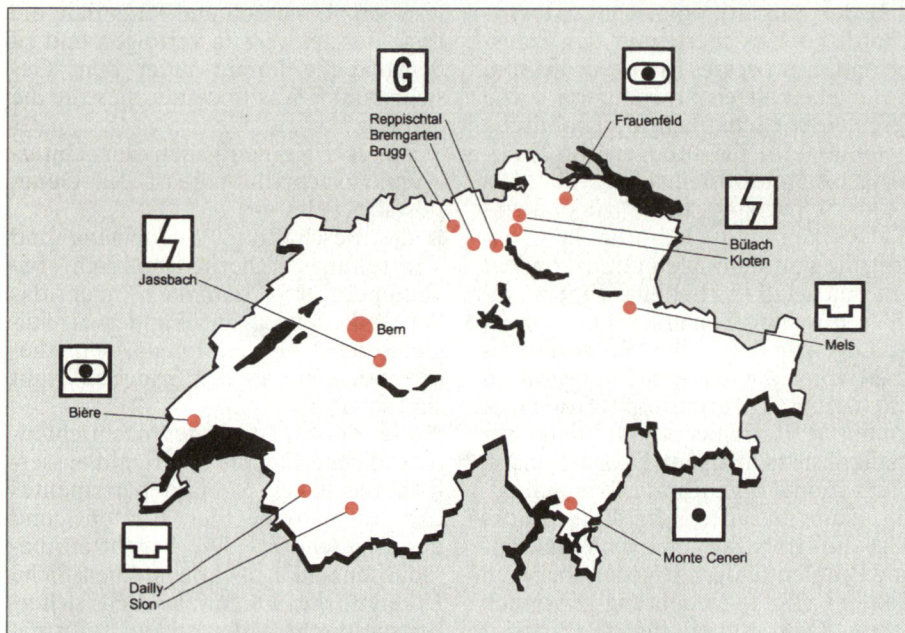 G
Reppischtal
Bremgarten
Brugg
Frauenfeld
Bülach
Kloten
Jassbach
Bern
Mels
Bière
Dailly
Sion
Monte Ceneri